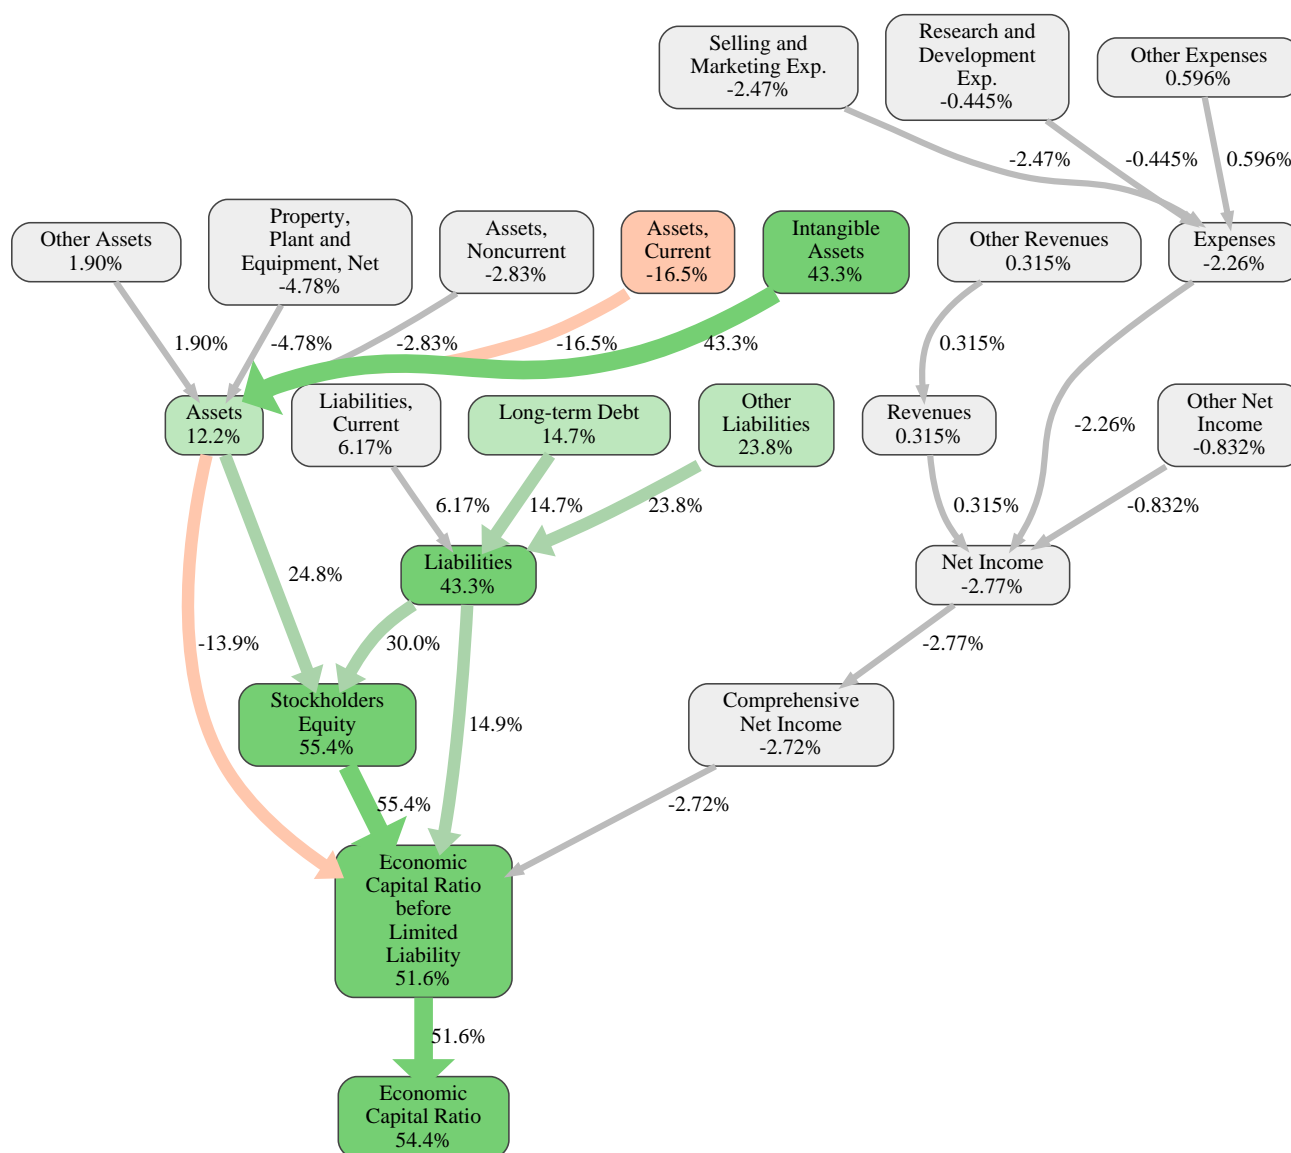 Selling and
Marketing Exp.
-2.47%
Research and
Development
Exp.
-0.445%
Other Expenses
0.596%
-2.47%
-0.445%
0.596%
Other Assets
1.90%
Property,
Plant and
Equipment, Net
-4.78%
Assets,
Noncurrent
-2.83%
Assets,
Current
-16.5%
Intangible
Assets
43.3%
Other Revenues
0.315%
Expenses
-2.26%
1.90%
-4.78%
-2.83%
-16.5%
43.3%
0.315%
Assets
12.2%
Liabilities,
Current
6.17%
Long-term Debt
14.7%
Other
Liabilities
23.8%
Revenues
0.315%
-2.26%
Other Net
Income
-0.832%
6.17%
14.7%
23.8%
0.315%
-0.832%
24.8%
Liabilities
43.3%
Net Income
-2.77%
-13.9%
30.0%
-2.77%
Stockholders
Equity
55.4%
14.9%
Comprehensive
Net Income
-2.72%
55.4%
-2.72%
Economic
Capital Ratio
before
Limited
Liability
51.6%
51.6%
Economic
Capital Ratio
54.4%